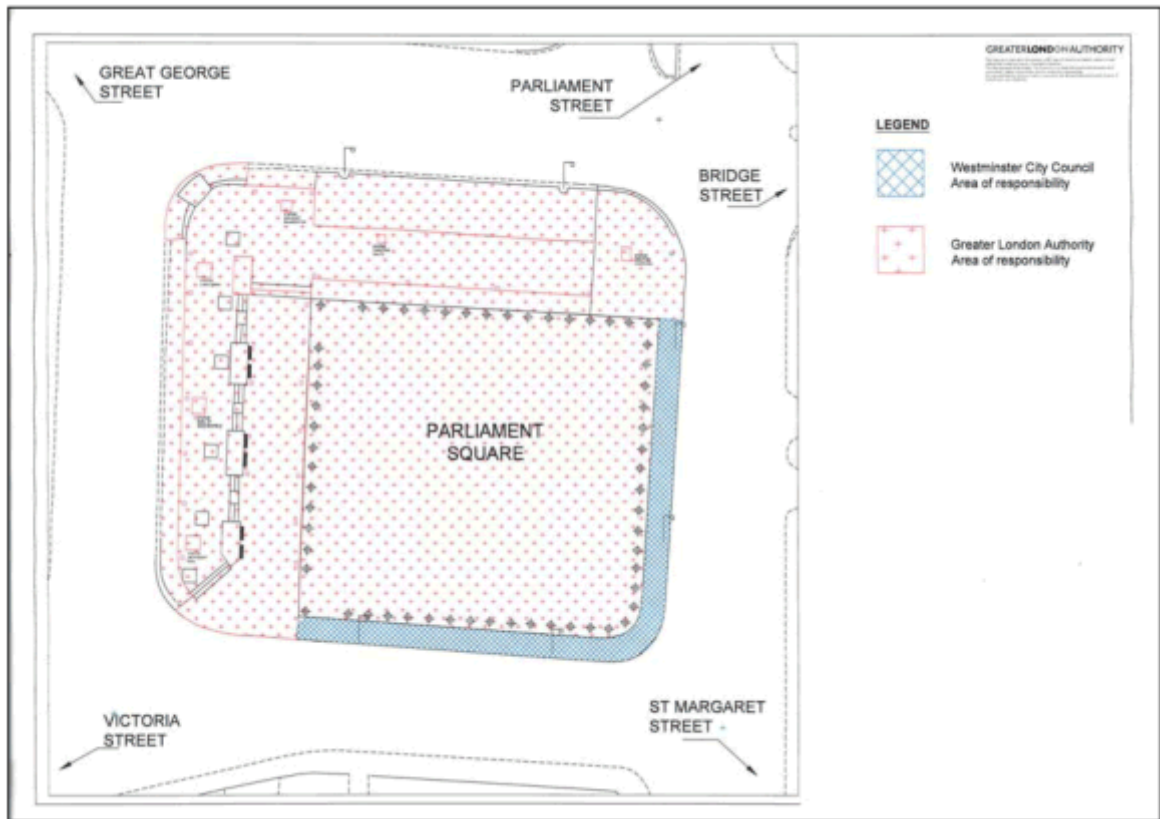 GREAT GEORGE
STREET
PARLIAMENT
STREET
GREATERLONDONAUTHORITY
LEGEND
Westminster City Council
Area of responsibility
BRIDGE
STREET
Greater London Authority
Area of responsibility
PARLIAMENT
SQUARE
VICTORIA
STREET
ST MARGARET
STREET